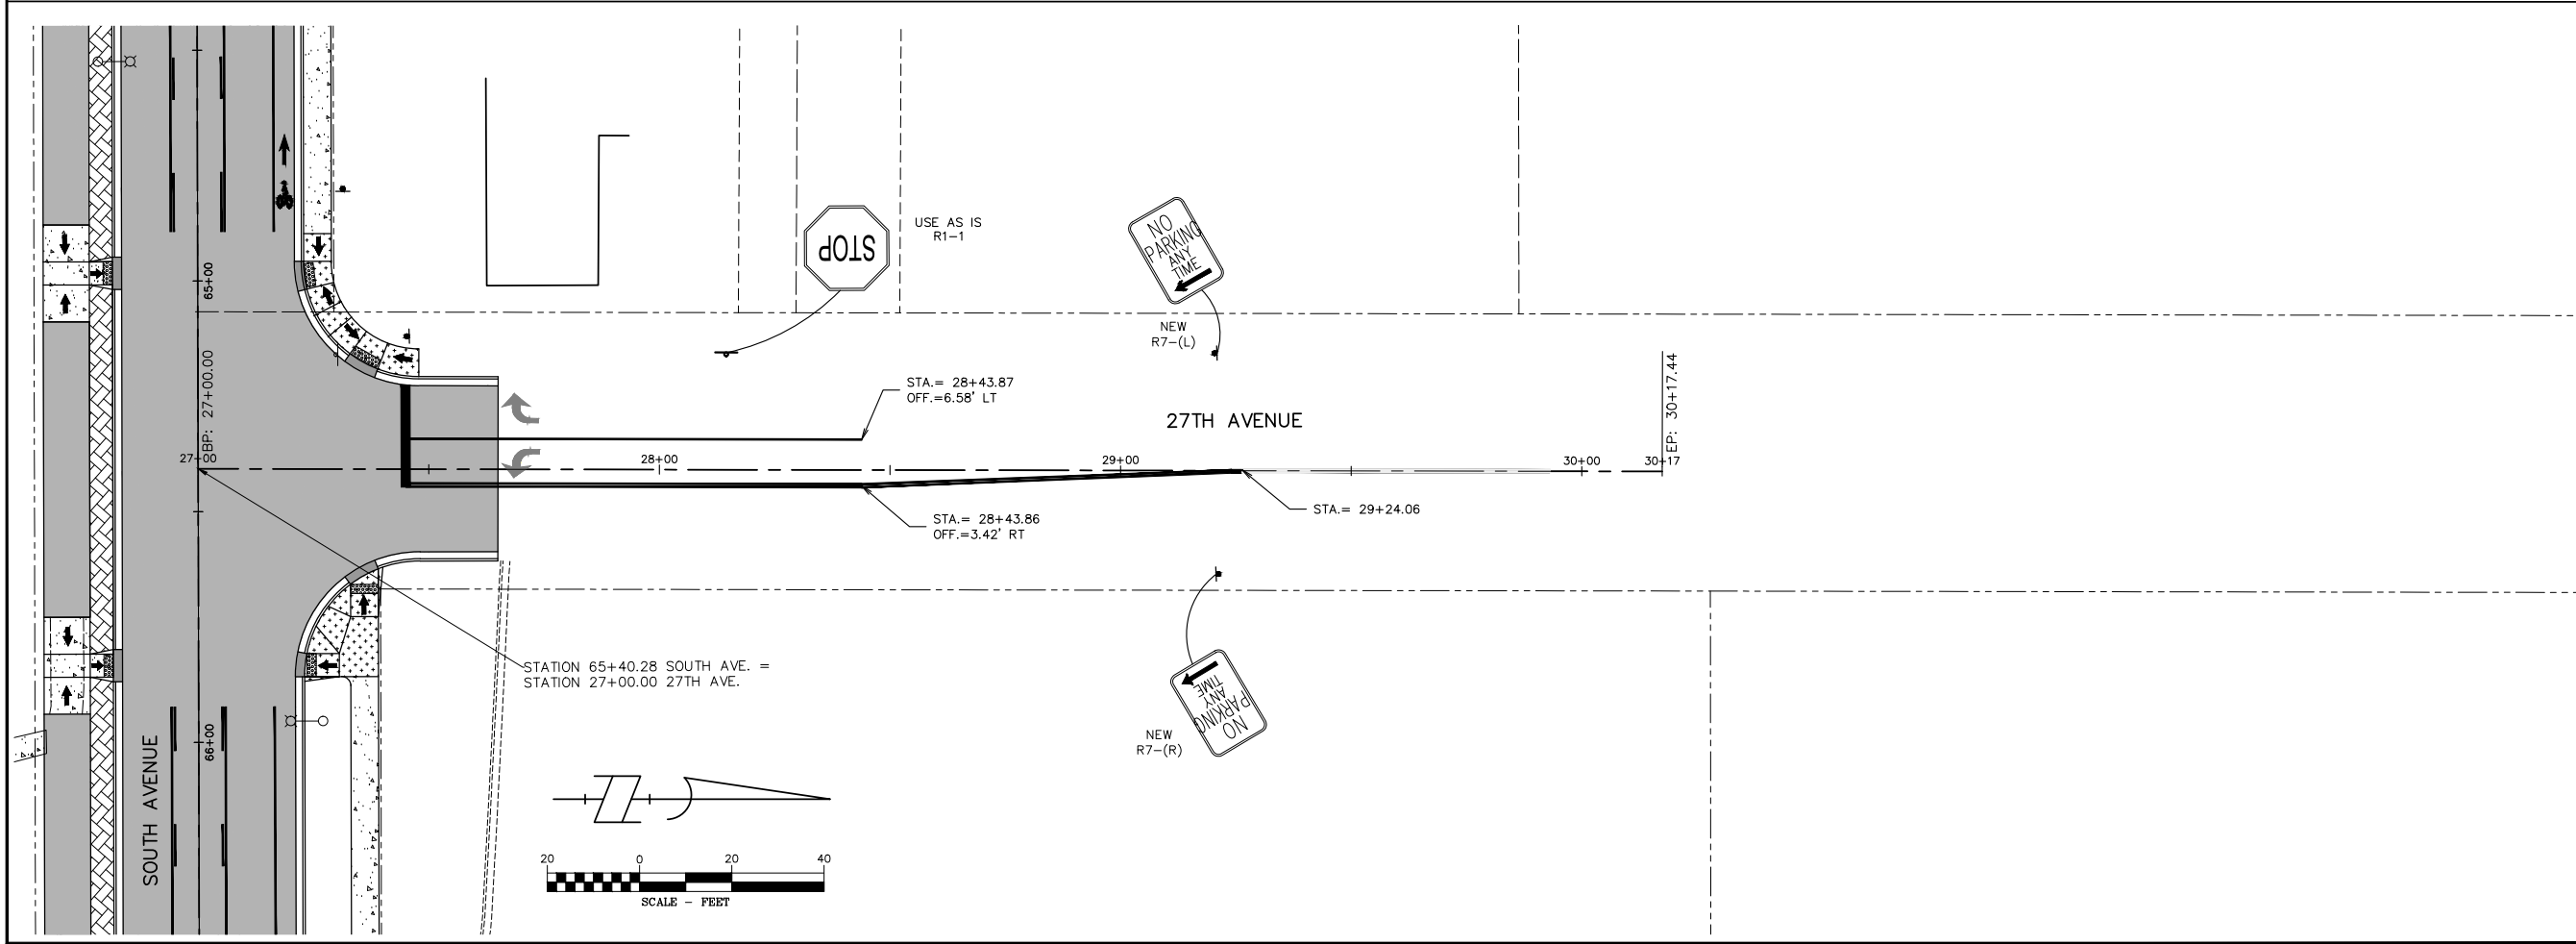 STOP
USE AS IS
R1-1
NO
PARKING
ANY
TIME
NEW
R7-(L)
65+00
BBP: 27+00.00
27+00
STA.= 28+43.87
OFF.=6.58' LT
27TH AVENUE
EP: 30+17.44
28+00
29+00
30+00
30+17
STA.= 28+43.86
OFF.=3.42' RT
STA.= 29+24.06
STATION 65+40.28 SOUTH AVE. =
STATION 27+00.00 27TH AVE.
NO
PARKING
ANY
TIME
NEW
R7-(R)
66+00
SOUTH AVENUE
20 0 20 40
SCALE - FEET